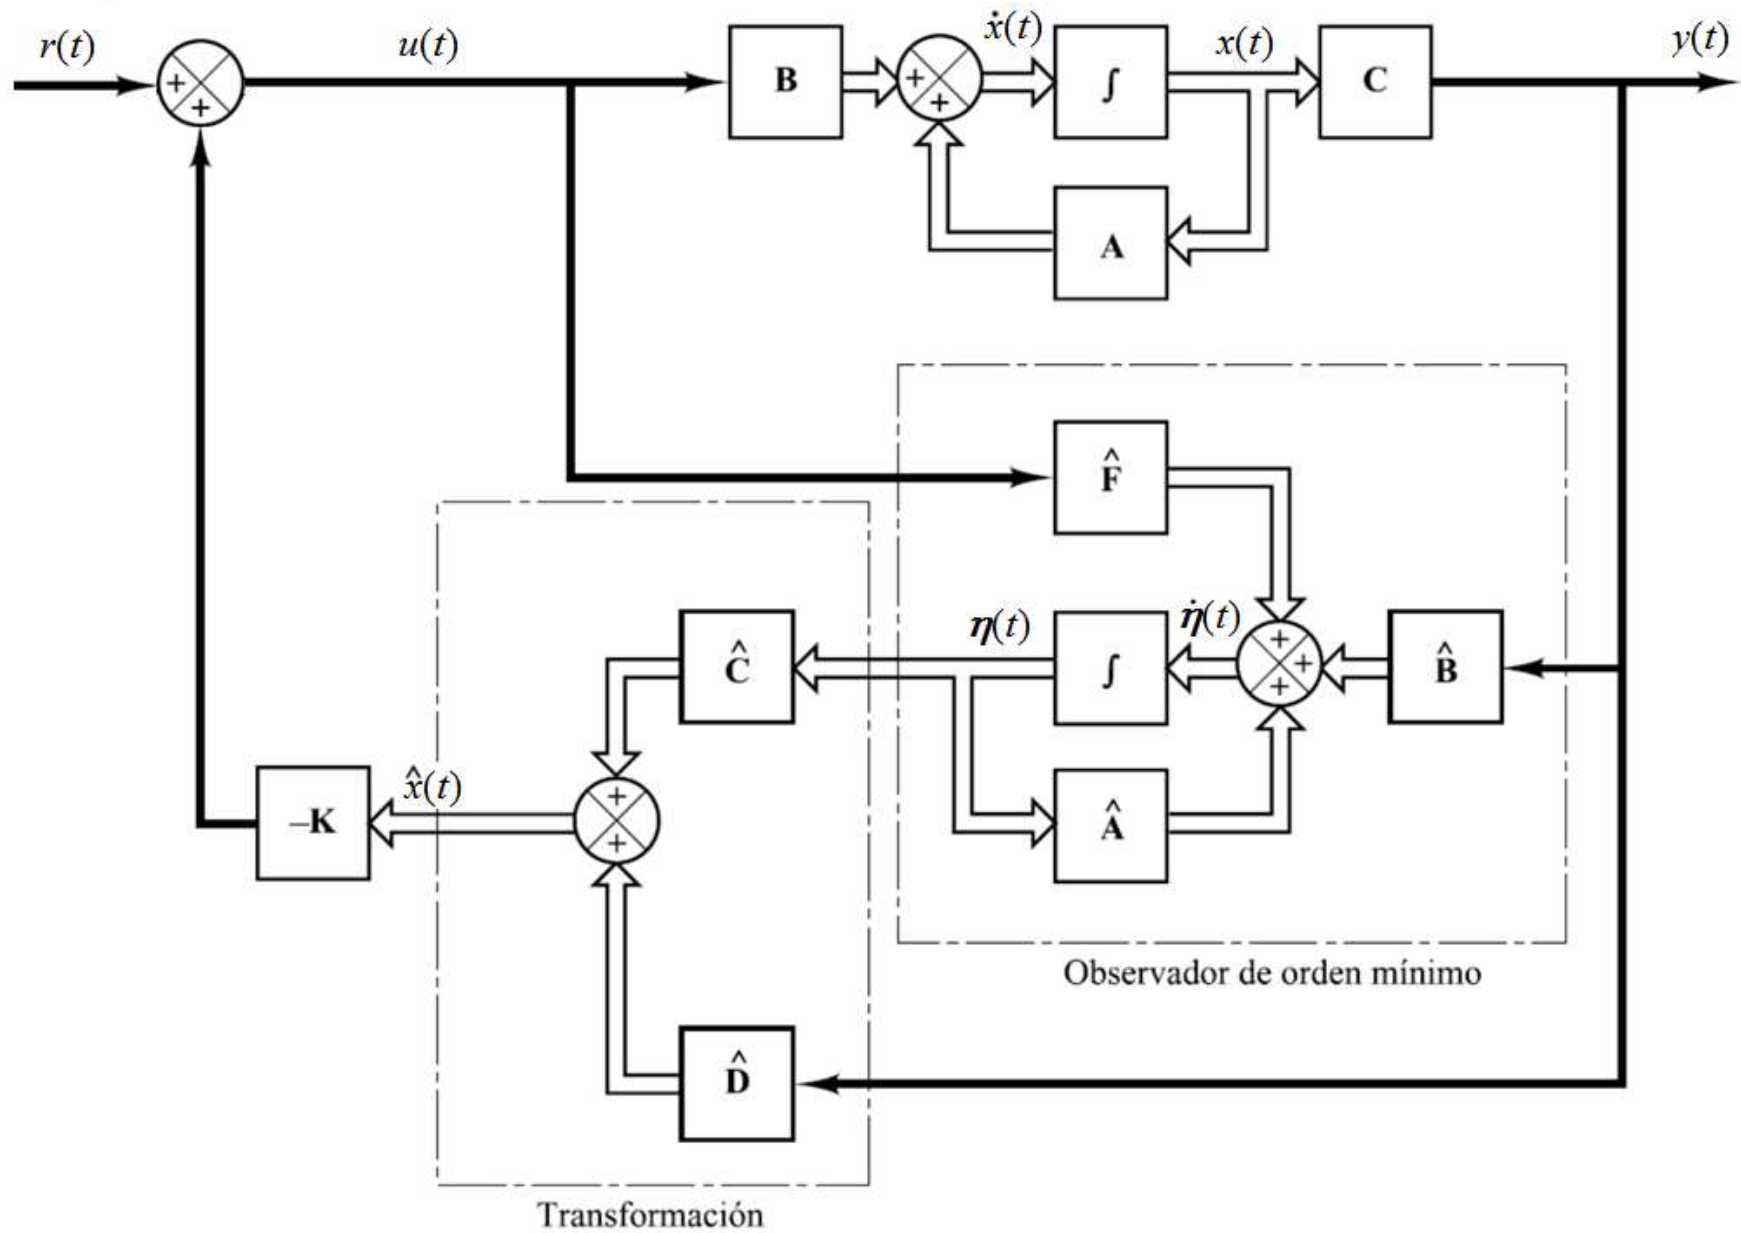 r(t)
u(t)
B
ẋ(t)
∫
x(t)
C
y(t)
+
+
+
+
A
F̂
η(t)
∫
η̇(t)
+
+
+
B̂
Ĉ
Â
x̂(t)
–K
+
+
Observador de orden mínimo
D̂
Transformación